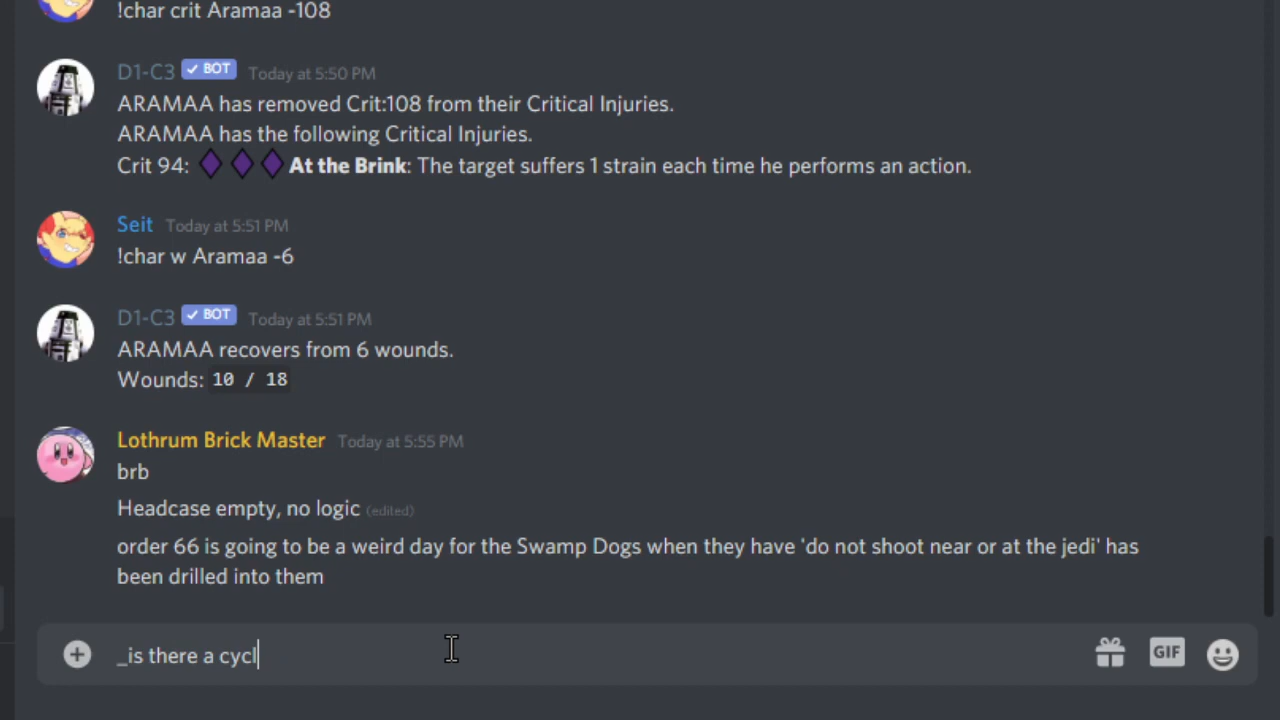 !char crit Aramaa -108
D1-C3 ✓ BOT Today at 5:50 PM
ARAMAA has removed Crit:108 from their Critical Injuries.
ARAMAA has the following Critical Injuries.
Crit 94: At the Brink: The target suffers 1 strain each time he performs an action.
Seit Today at 5:51 PM
!char w Aramaa -6
D1-C3 ✓ BOT Today at 5:51 PM
ARAMAA recovers from 6 wounds.
Wounds: 10 / 18
Lothrum Brick Master Today at 5:55 PM
brb
Headcase empty, no logic (edited)
order 66 is going to be a weird day for the Swamp Dogs when they have 'do not shoot near or at the jedi' has
been drilled into them
_is there a cycl
GIF